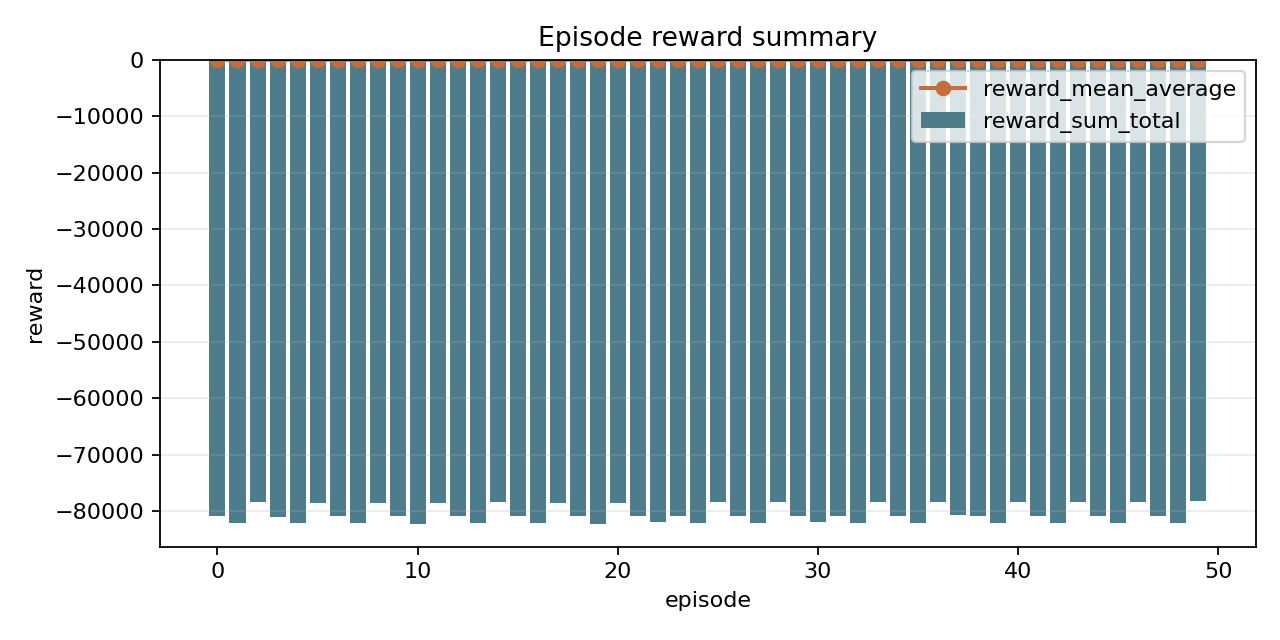 Episode reward summary
0
−10000
−20000
−30000
−40000
−50000
−60000
−70000
−80000
reward
reward_mean_average
reward_sum_total
0 10 20 30 40 50
episode